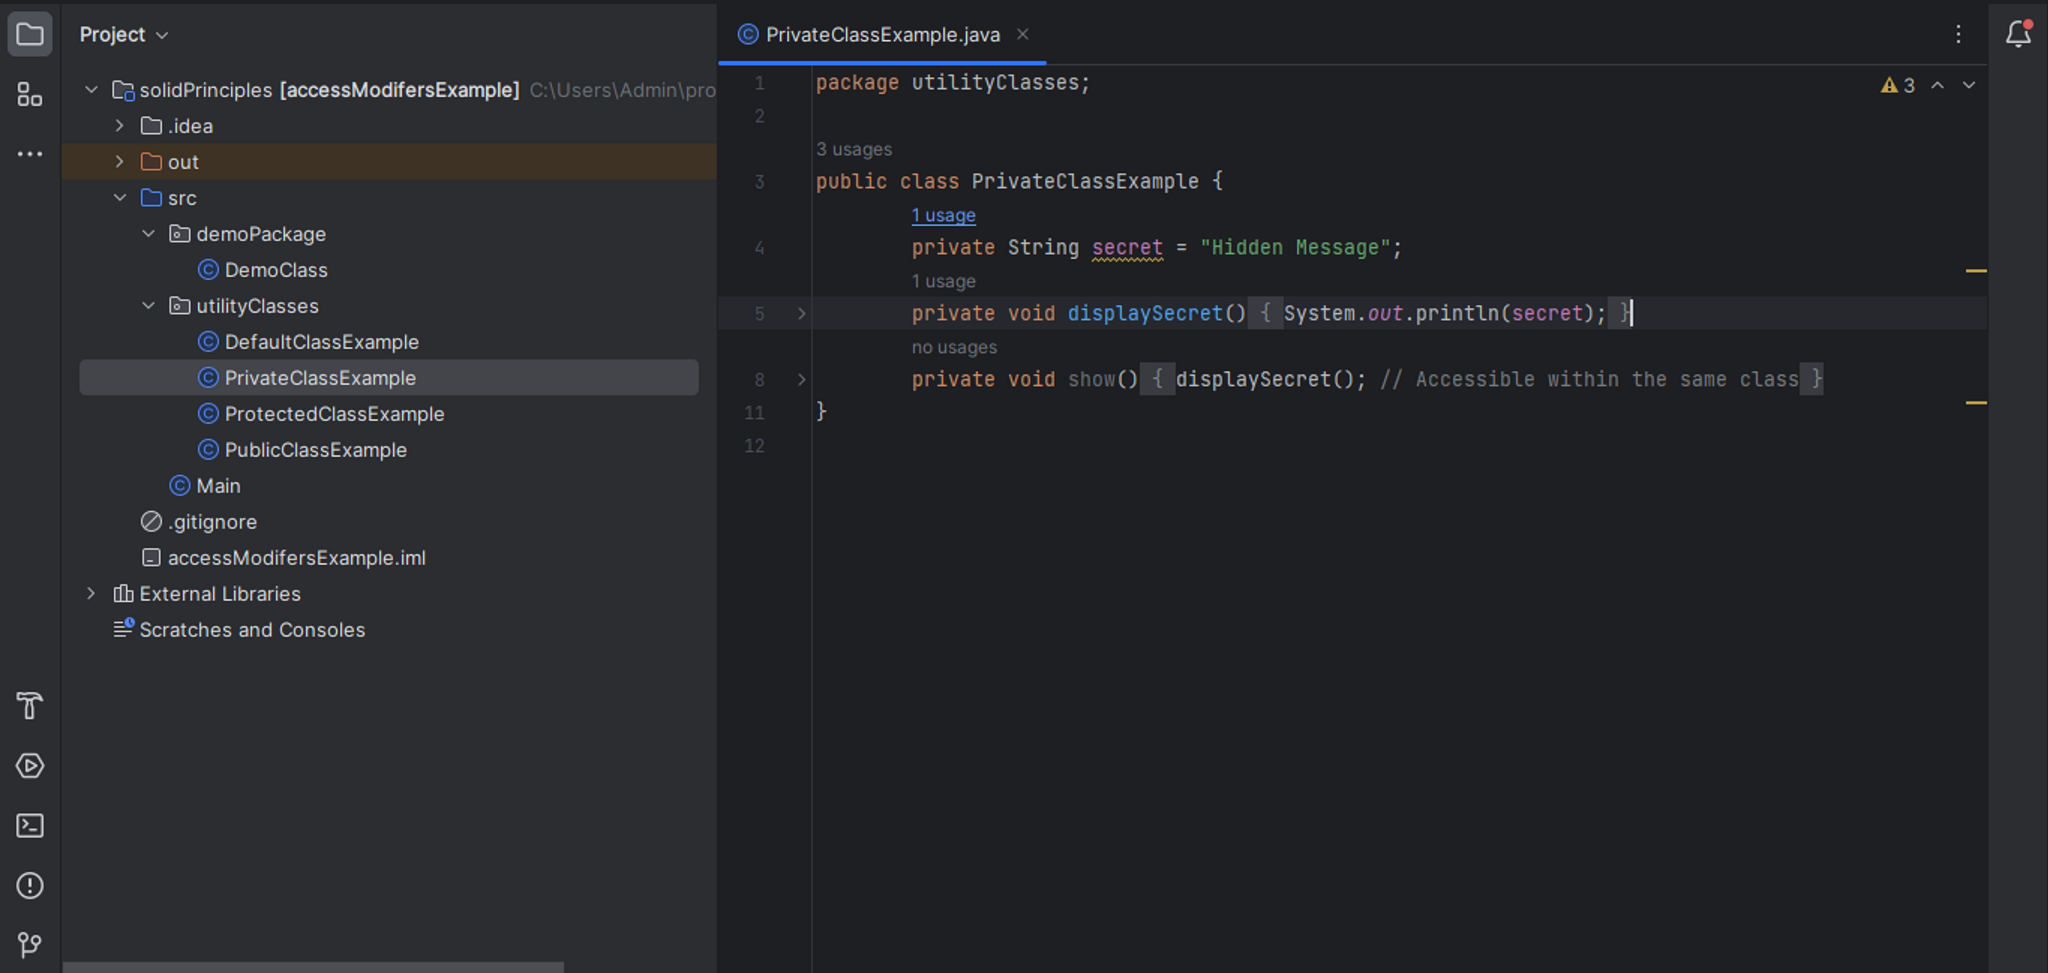 Project
solidPrinciples [accessModifersExample] C:\Users\Admin\pro
.idea
out
src
demoPackage
DemoClass
utilityClasses
DefaultClassExample
PrivateClassExample
ProtectedClassExample
PublicClassExample
Main
.gitignore
accessModifersExample.iml
External Libraries
Scratches and Consoles
PrivateClassExample.java
3
1 package utilityClasses;
2
3 usages
3 public class PrivateClassExample {
1 usage
4 private String secret = "Hidden Message";
1 usage
5 private void displaySecret() { System.out.println(secret); }
no usages
8 private void show() { displaySecret(); // Accessible within the same class }
11 }
12